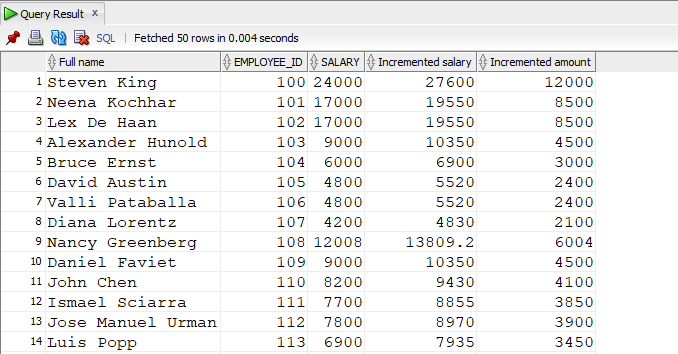 Query Result x
SQL | Fetched 50 rows in 0.004 seconds
Full name EMPLOYEE_ID SALARY Incremented salary Incremented amount
1 Steven King 100 24000 27600 12000
2 Neena Kochhar 101 17000 19550 8500
3 Lex De Haan 102 17000 19550 8500
4 Alexander Hunold 103 9000 10350 4500
5 Bruce Ernst 104 6000 6900 3000
6 David Austin 105 4800 5520 2400
7 Valli Pataballa 106 4800 5520 2400
8 Diana Lorentz 107 4200 4830 2100
9 Nancy Greenberg 108 12008 13809.2 6004
10 Daniel Faviet 109 9000 10350 4500
11 John Chen 110 8200 9430 4100
12 Ismael Sciarra 111 7700 8855 3850
13 Jose Manuel Urman 112 7800 8970 3900
14 Luis Popp 113 6900 7935 3450